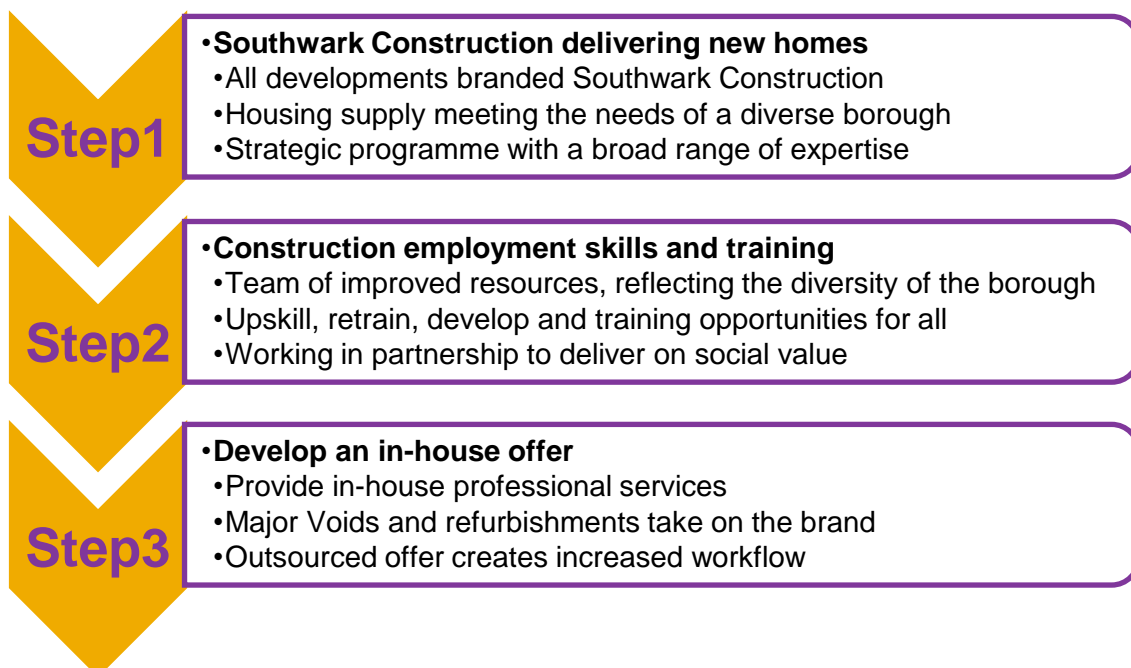 Step1
•Southwark Construction delivering new homes
•All developments branded Southwark Construction
•Housing supply meeting the needs of a diverse borough
•Strategic programme with a broad range of expertise
Step2
•Construction employment skills and training
•Team of improved resources, reflecting the diversity of the borough
•Upskill, retrain, develop and training opportunities for all
•Working in partnership to deliver on social value
Step3
•Develop an in-house offer
•Provide in-house professional services
•Major Voids and refurbishments take on the brand
•Outsourced offer creates increased workflow